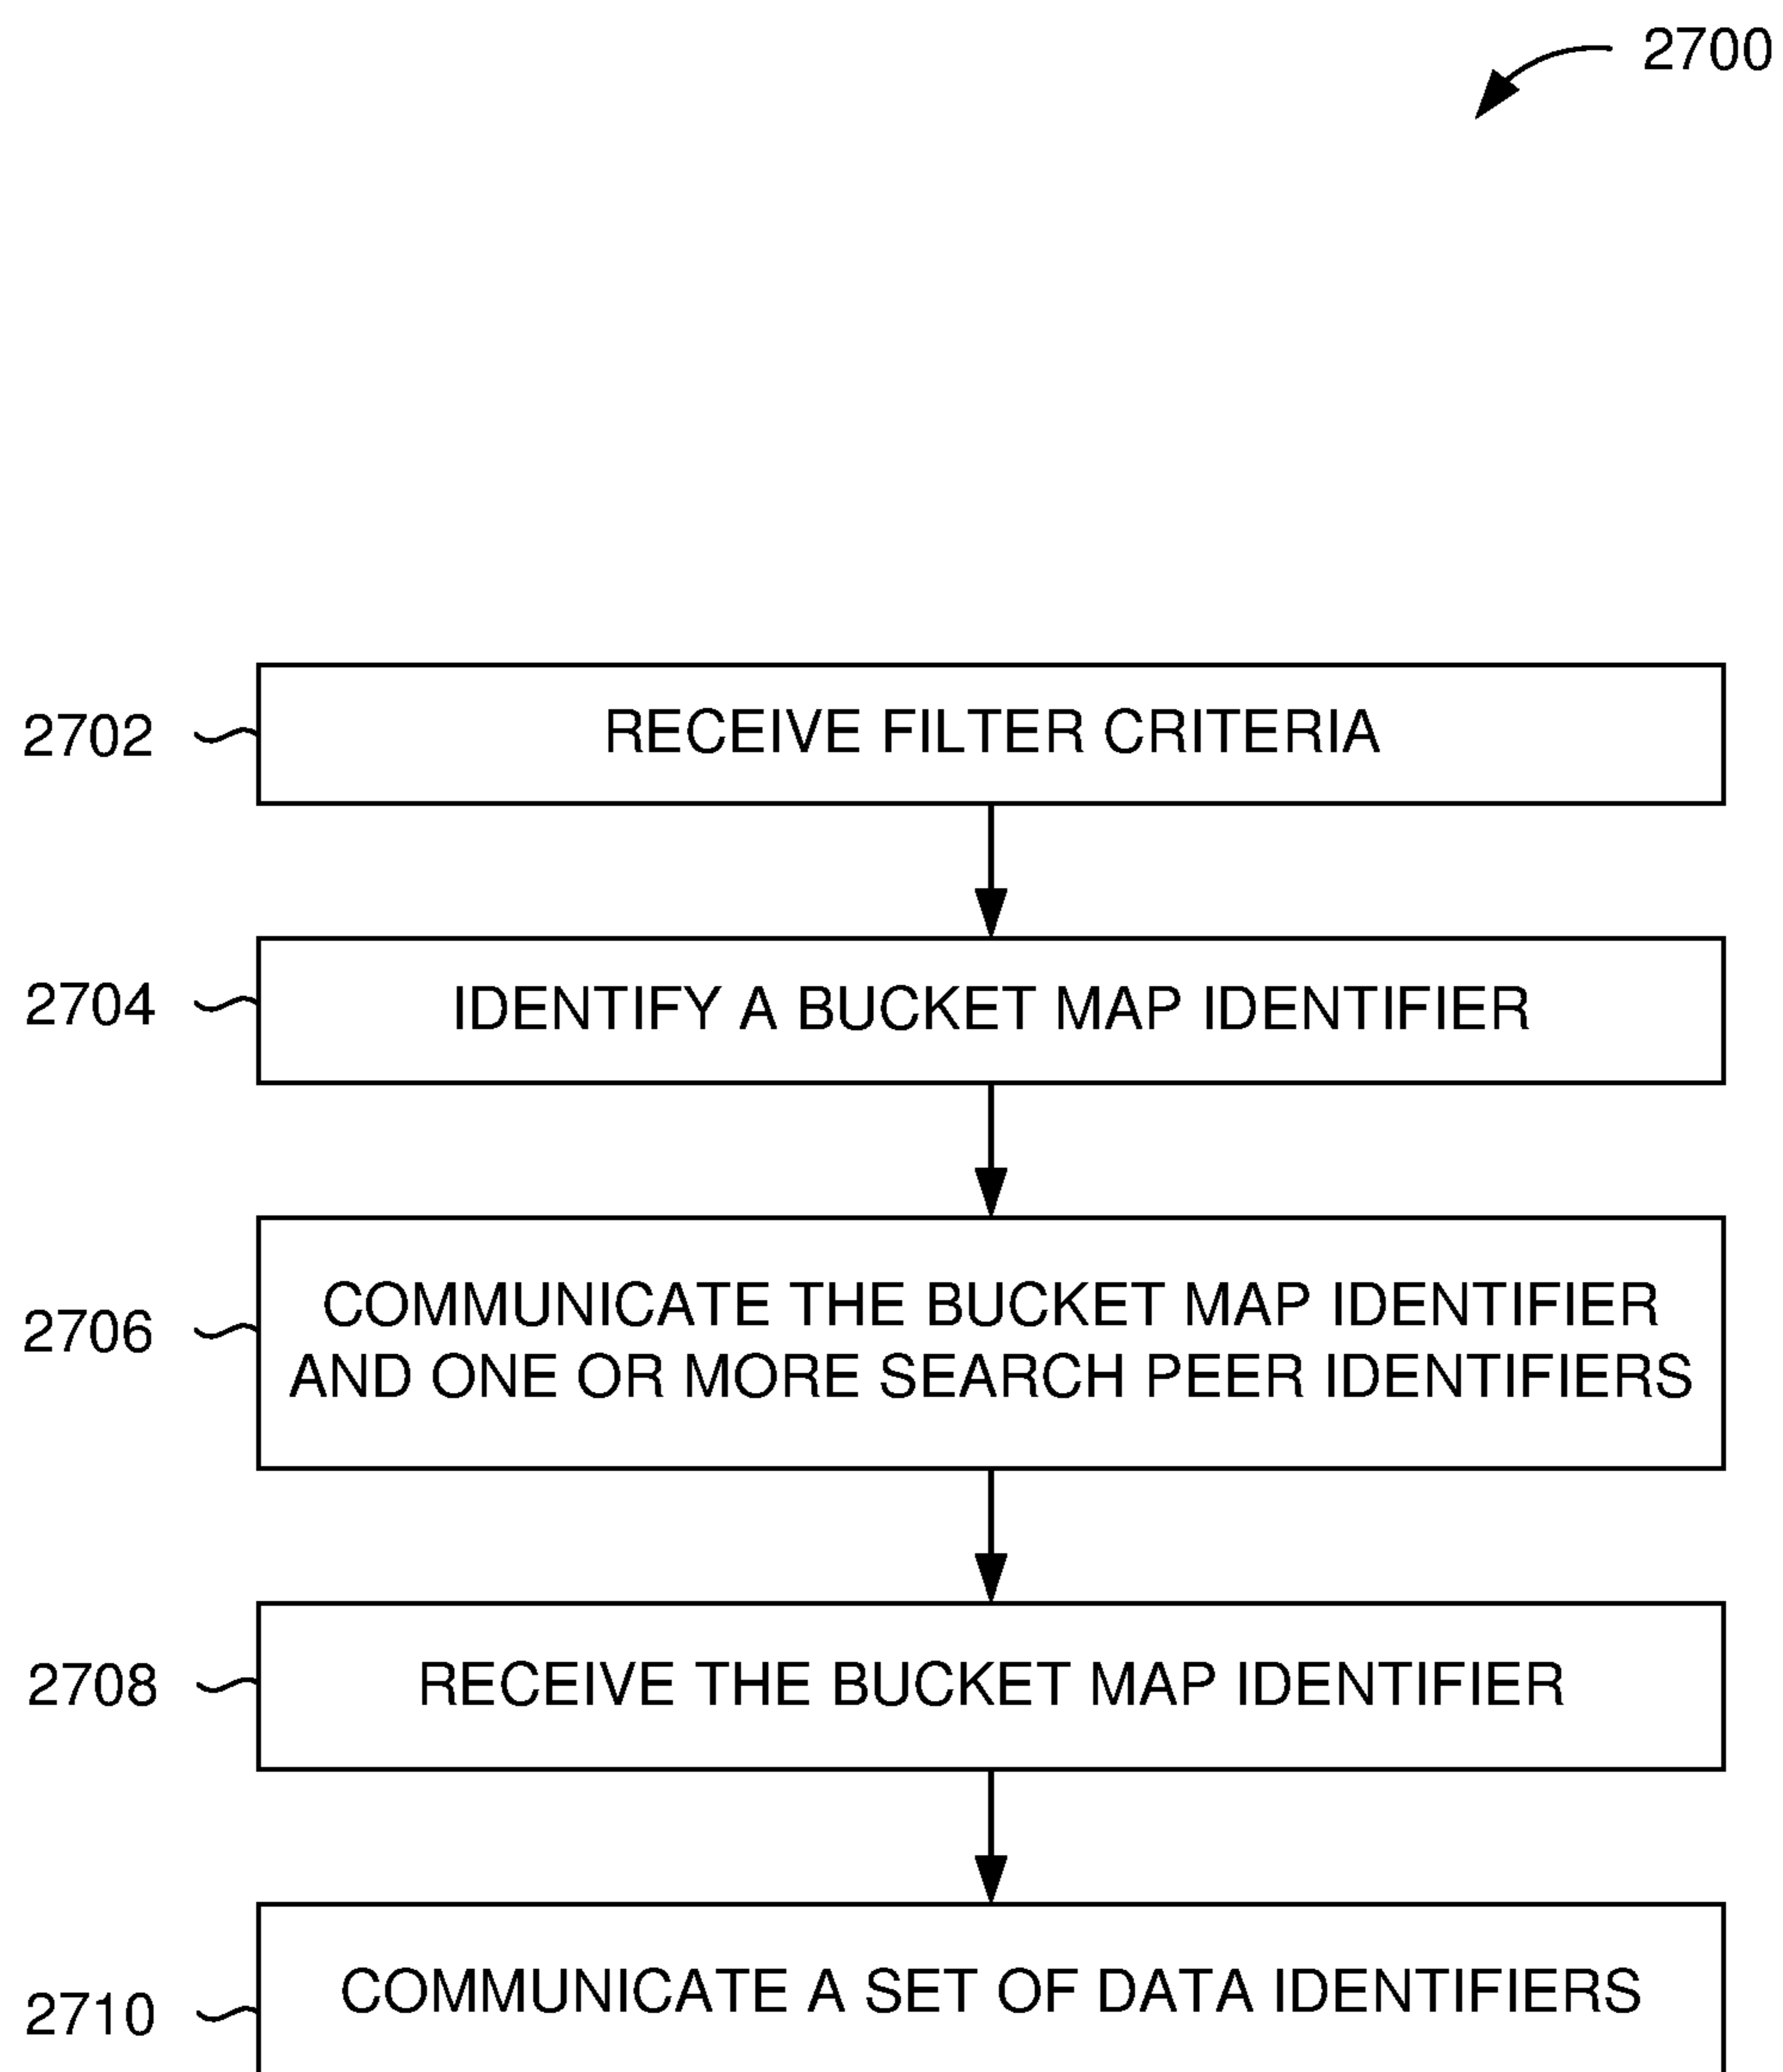 2700
2702
RECEIVE FILTER CRITERIA
2704
IDENTIFY A BUCKET MAP IDENTIFIER
2706
COMMUNICATE THE BUCKET MAP IDENTIFIER
AND ONE OR MORE SEARCH PEER IDENTIFIERS
2708
RECEIVE THE BUCKET MAP IDENTIFIER
2710
COMMUNICATE A SET OF DATA IDENTIFIERS